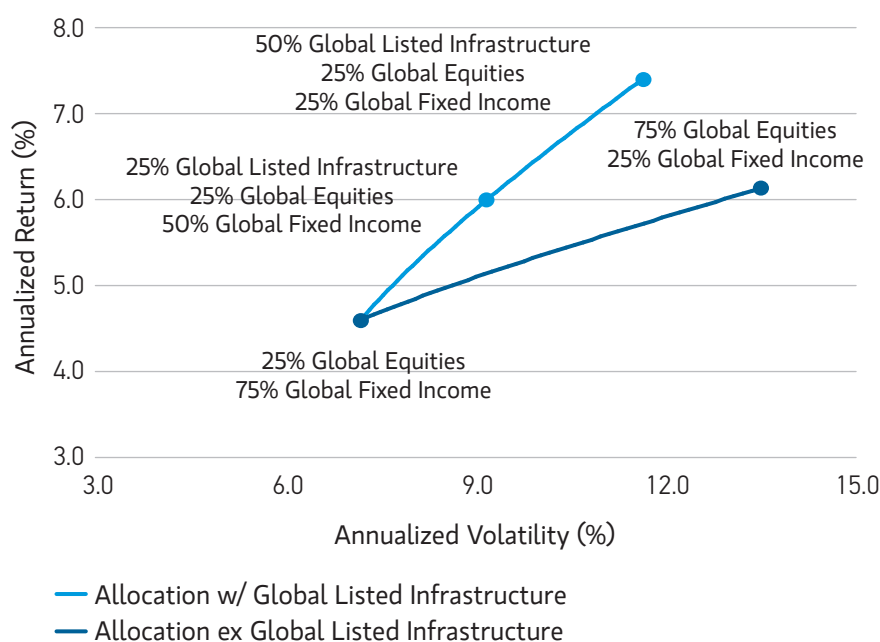 8.0
50% Global Listed Infrastructure
25% Global Equities
25% Global Fixed Income
7.0
75% Global Equities
25% Global Fixed Income
25% Global Listed Infrastructure
25% Global Equities
50% Global Fixed Income
6.0
5.0
25% Global Equities
75% Global Fixed Income
4.0
3.0
Annualized Return (%)
3.0 6.0 9.0 12.0 15.0
Annualized Volatility (%)
Allocation w/ Global Listed Infrastructure
Allocation ex Global Listed Infrastructure